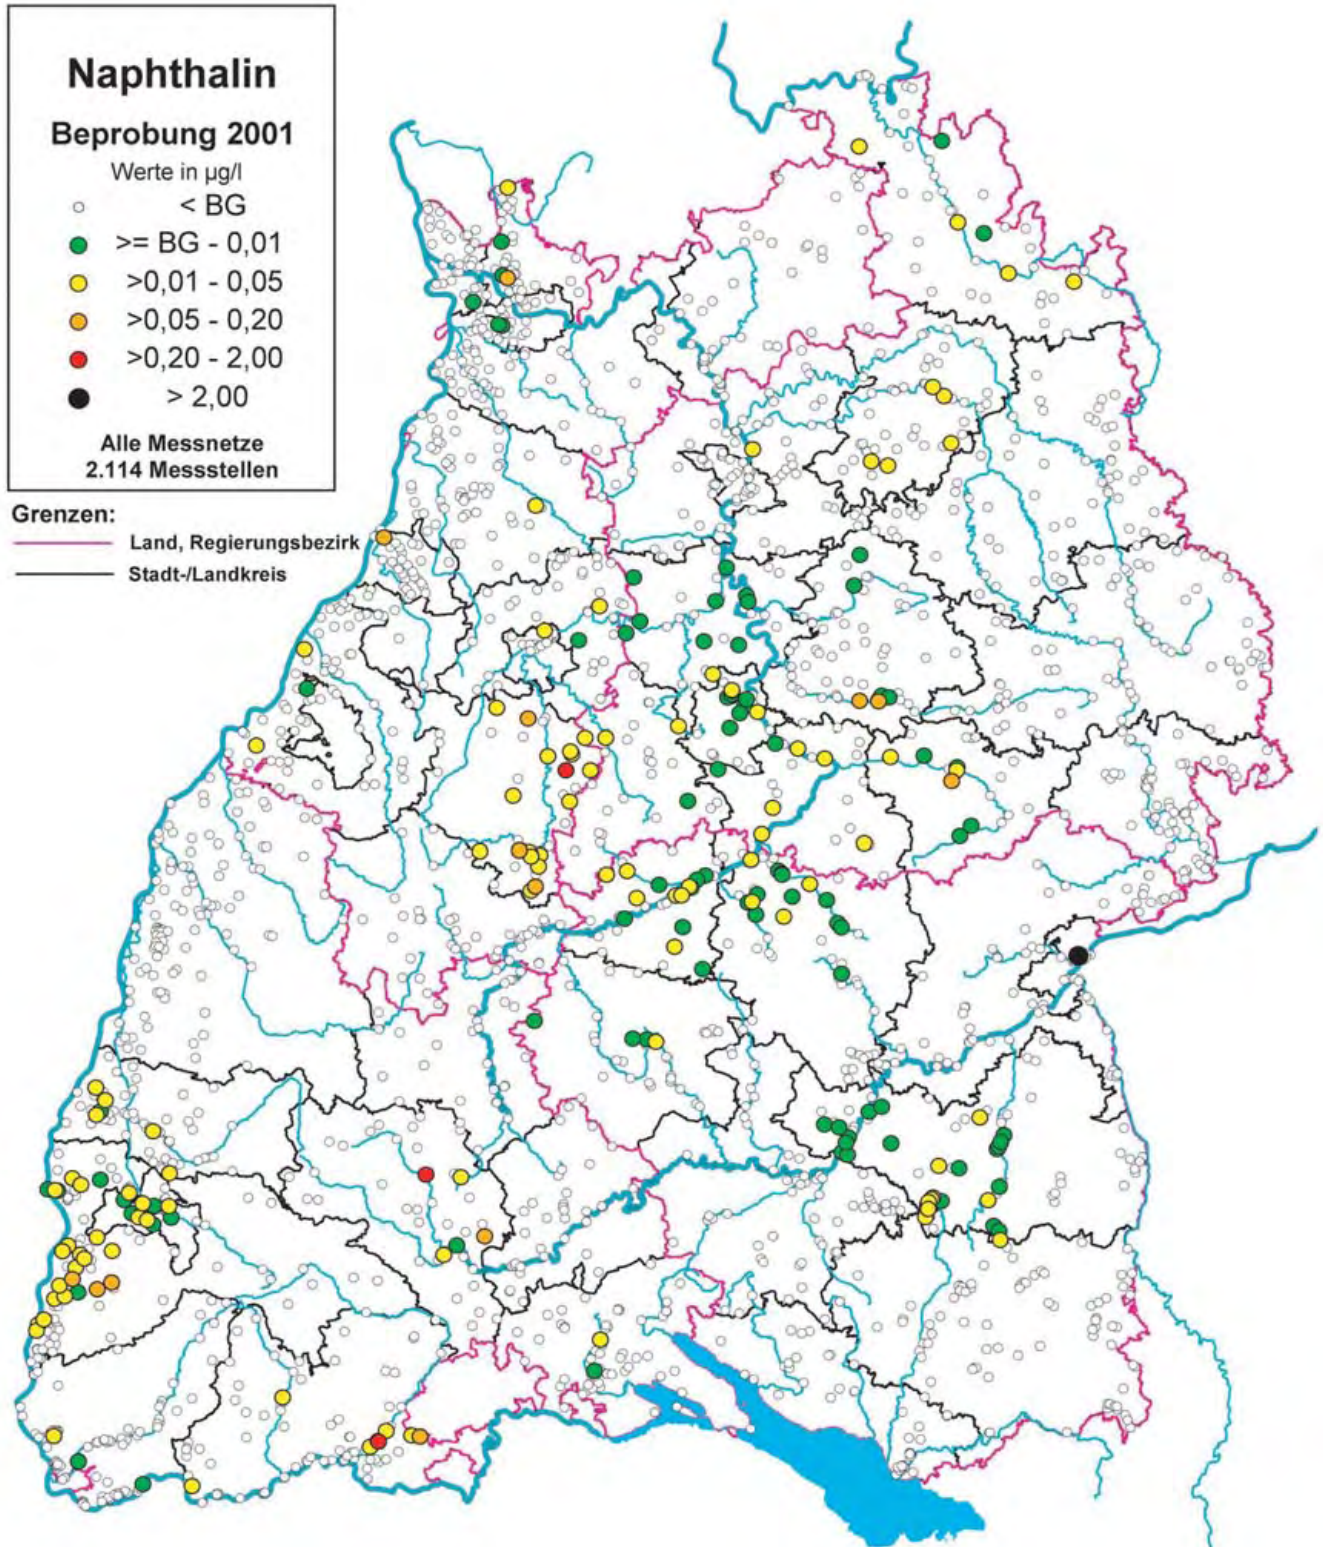 Naphthalin
Beprobung 2001
Werte in µg/l
< BG
>= BG - 0,01
>0,01 - 0,05
>0,05 - 0,20
>0,20 - 2,00
> 2,00
Alle Messnetze
2.114 Messstellen
Grenzen:
Land, Regierungsbezirk
Stadt-/Landkreis